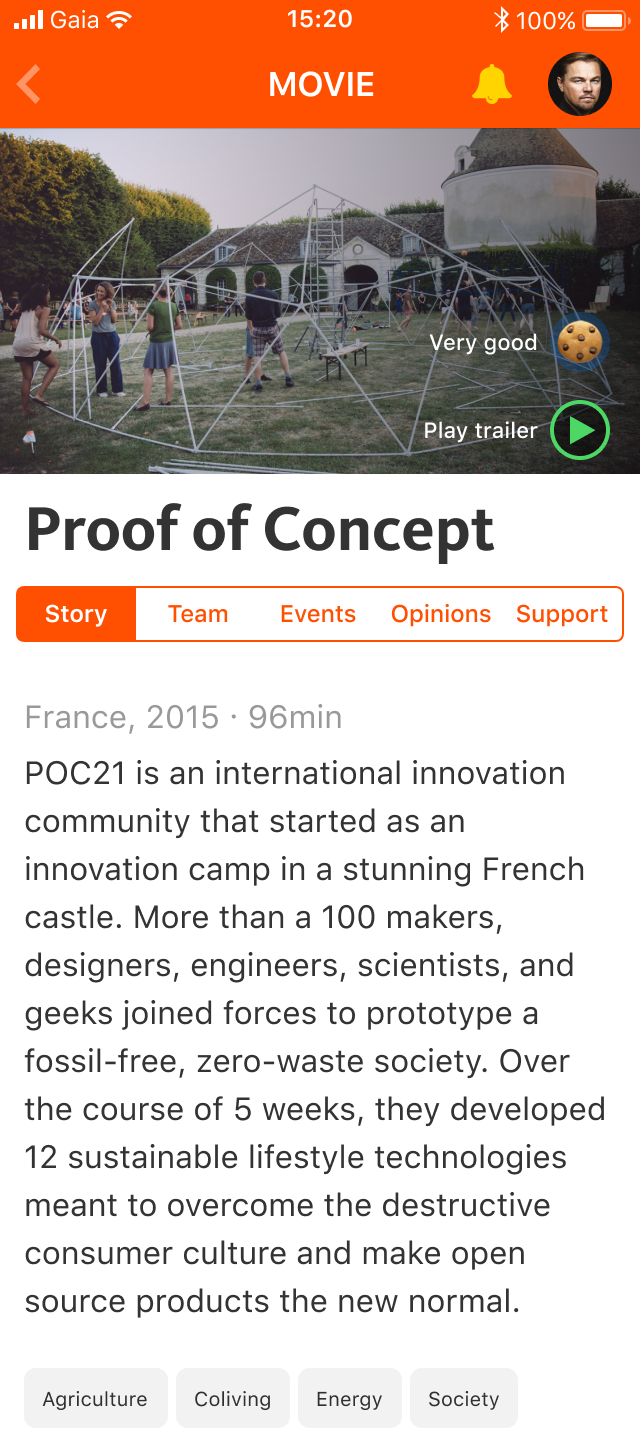 Gaia 15:20 100%
MOVIE
Very good
Play trailer
Proof of Concept
Story Team Events Opinions Support
France, 2015 · 96min
POC21 is an international innovation
community that started as an
innovation camp in a stunning French
castle. More than a 100 makers,
designers, engineers, scientists, and
geeks joined forces to prototype a
fossil-free, zero-waste society. Over
the course of 5 weeks, they developed
12 sustainable lifestyle technologies
meant to overcome the destructive
consumer culture and make open
source products the new normal.
Agriculture Coliving Energy Society